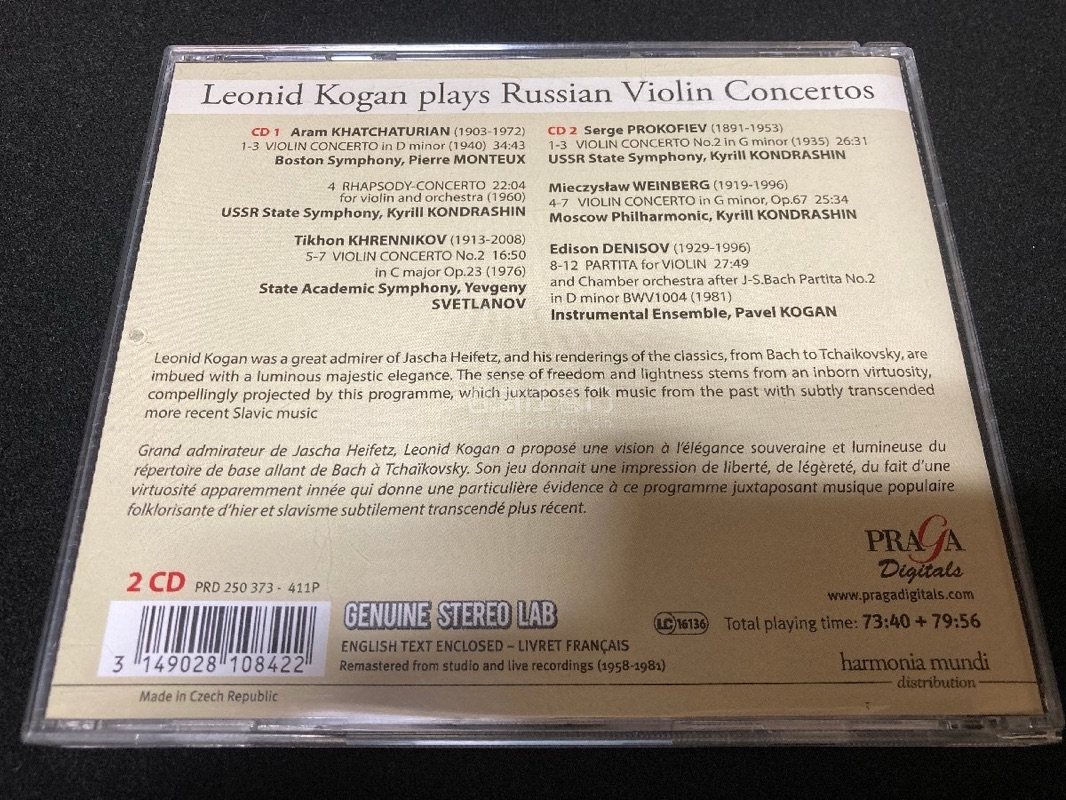 Leonid Kogan plays Russian Violin Concertos
CD 1 Aram KHATCHATURIAN (1903-1972)
1-3 VIOLIN CONCERTO in D minor (1940) 34:43
Boston Symphony, Pierre MONTEUX
4 RHAPSODY-CONCERTO 22:04
for violin and orchestra (1960)
USSR State Symphony, Kyrill KONDRASHIN
Tikhon KHRENNIKOV (1913-2008)
5-7 VIOLIN CONCERTO No.2 16:50
in C major Op.23 (1976)
State Academic Symphony, Yevgeny
SVETLANOV
CD 2 Serge PROKOFIEV (1891-1953)
1-3 VIOLIN CONCERTO No.2 in G minor (1935) 26:31
USSR State Symphony, Kyrill KONDRASHIN
Mieczysław WEINBERG (1919-1996)
4-7 VIOLIN CONCERTO in G minor, Op.67 25:34
Moscow Philharmonic, Kyrill KONDRASHIN
Edison DENISOV (1929-1996)
8-12 PARTITA for VIOLIN 27:49
and Chamber orchestra after J-S.Bach Partita No.2
in D minor BWV1004 (1981)
Instrumental Ensemble, Pavel KOGAN
Leonid Kogan was a great admirer of Jascha Heifetz, and his renderings of the classics, from Bach to Tchaikovsky, are
imbued with a luminous majestic elegance. The sense of freedom and lightness stems from an inborn virtuosity,
compellingly projected by this programme, which juxtaposes folk music from the past with subtly transcended
more recent Slavic music
Grand admirateur de Jascha Heifetz, Leonid Kogan a proposé une vision à l'élégance souveraine et lumineuse du
répertoire de base allant de Bach à Tchaïkovsky. Son jeu donnait une impression de liberté, de légèreté, du fait d'une
virtuosité apparemment innée qui donne une particulière évidence à ce programme juxtaposant musique populaire
folklorisante d'hier et slavisme subtilement transcendé plus récent.
PRAGA
Digitals
www.pragadigitals.com
2 CD PRD 250 373 - 411P
3 149028 108422
GENUINE STEREO LAB
ENGLISH TEXT ENCLOSED – LIVRET FRANÇAIS
Remastered from studio and live recordings (1958-1981)
LC 16136 Total playing time: 73:40 + 79:56
harmonia mundi
distribution
Made in Czech Republic